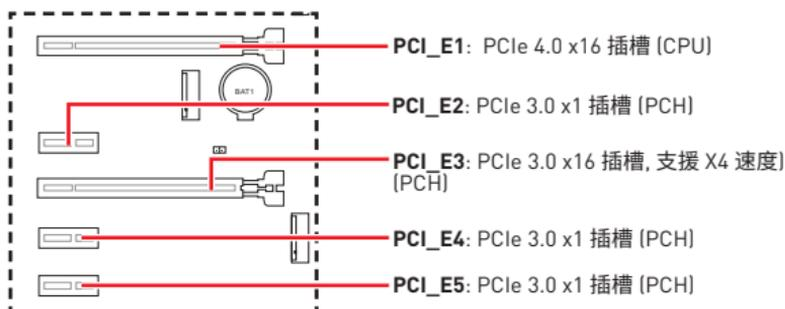 PCI_E1: PCIe 4.0 x16 插槽 (CPU)
BAT1
PCI_E2: PCIe 3.0 x1 插槽 (PCH)
PCI_E3: PCIe 3.0 x16 插槽, 支援 X4 速度)
(PCH)
PCI_E4: PCIe 3.0 x1 插槽 (PCH)
PCI_E5: PCIe 3.0 x1 插槽 (PCH)